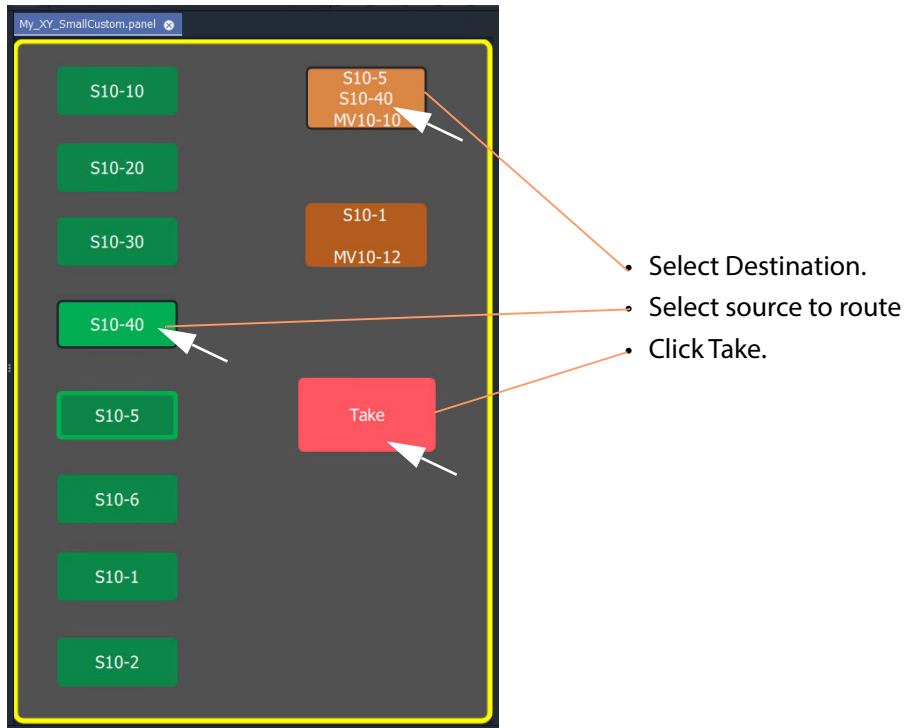 My_XY_SmallCustom.panel
S10-10
S10-20
S10-30
S10-40
S10-5
S10-6
S10-1
S10-2
S10-5
S10-40
MV10-10
S10-1
MV10-12
Take
• Select Destination.
• Select source to route
• Click Take.